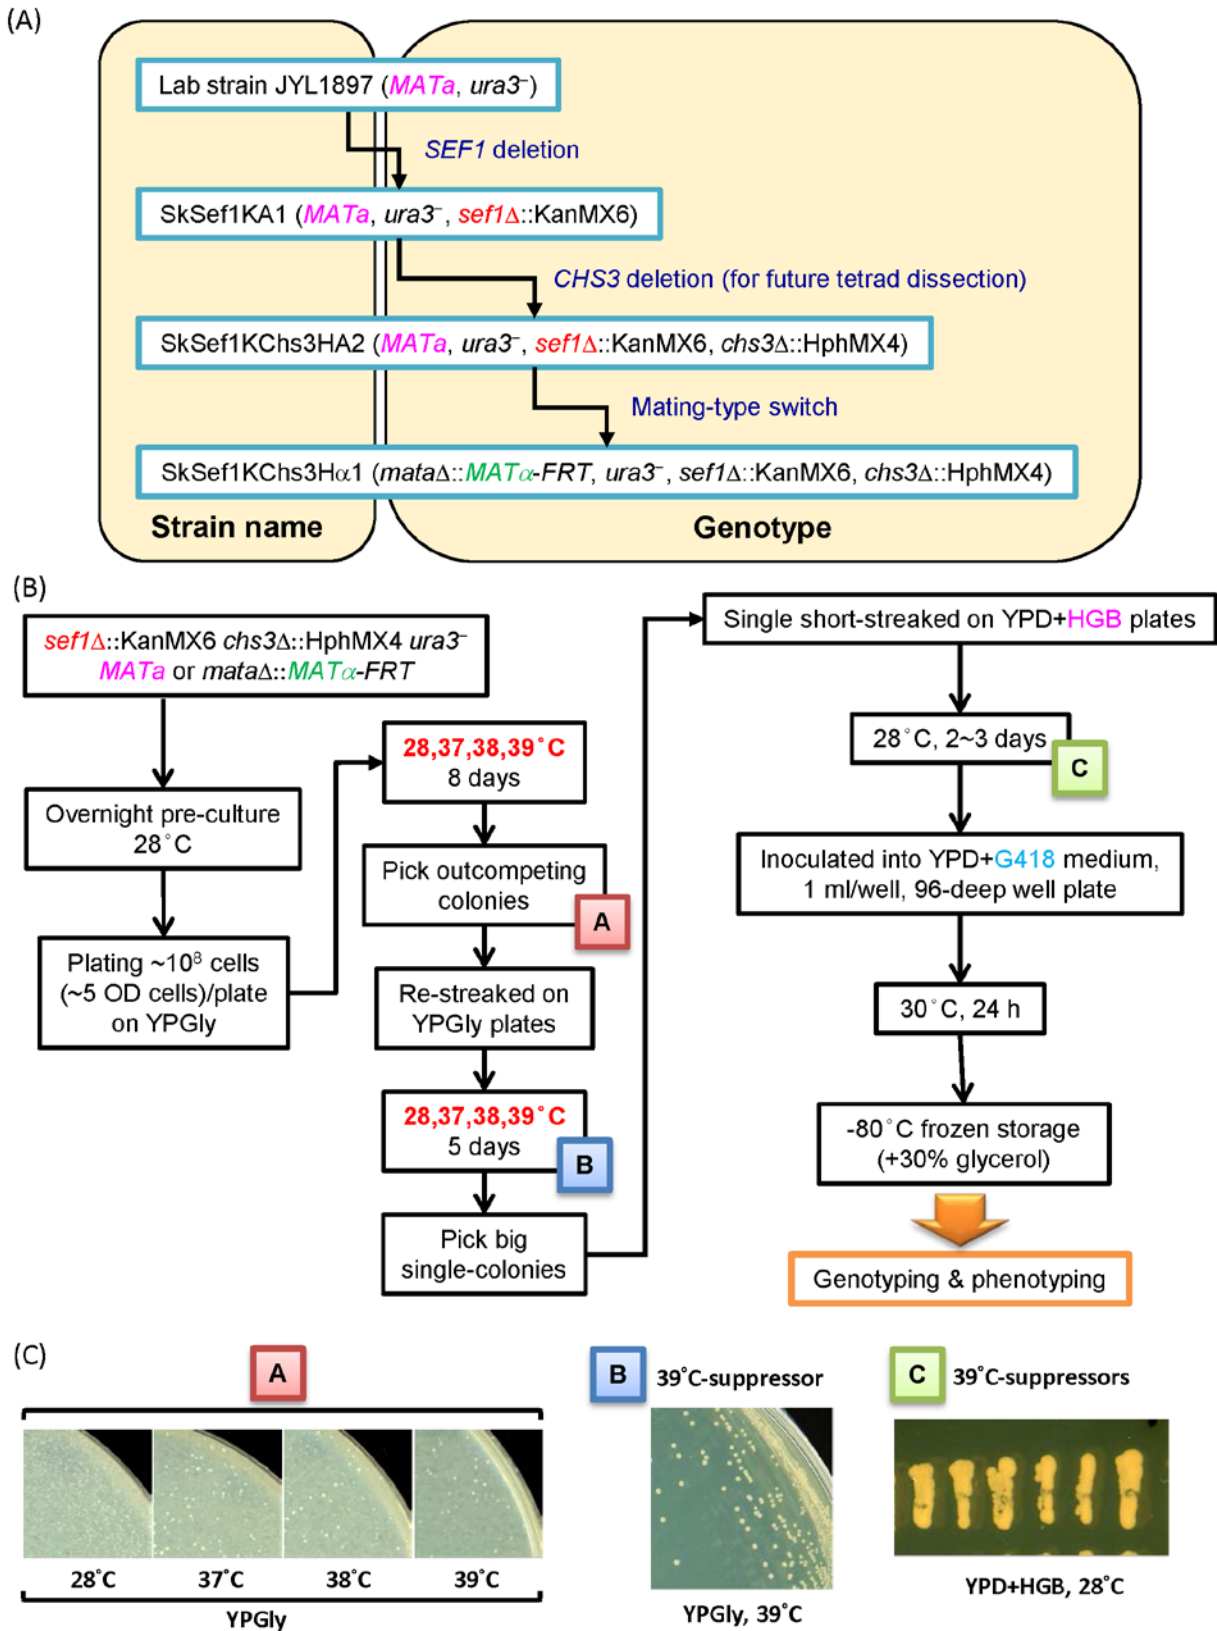 (A)
Lab strain JYL1897 (MATa, ura3⁻)
SEF1 deletion
SkSef1KA1 (MATa, ura3⁻, sef1Δ::KanMX6)
CHS3 deletion (for future tetrad dissection)
SkSef1KChs3HA2 (MATa, ura3⁻, sef1Δ::KanMX6, chs3Δ::HphMX4)
Mating-type switch
SkSef1KChs3Hα1 (mataΔ::MATα-FRT, ura3⁻, sef1Δ::KanMX6, chs3Δ::HphMX4)
Strain name
Genotype
(B)
sef1Δ::KanMX6 chs3Δ::HphMX4 ura3⁻
MATa or mataΔ::MATα-FRT
Overnight pre-culture
28˚C
Plating ~10⁸ cells
(~5 OD cells)/plate
on YPGly
28,37,38,39˚C
8 days
Pick outcompeting
colonies
A
Re-streaked on
YPGly plates
28,37,38,39˚C
5 days
B
Pick big
single-colonies
Single short-streaked on YPD+HGB plates
28˚C, 2~3 days
C
Inoculated into YPD+G418 medium,
1 ml/well, 96-deep well plate
30˚C, 24 h
-80˚C frozen storage
(+30% glycerol)
Genotyping & phenotyping
(C)
A
28˚C
37˚C
38˚C
39˚C
YPGly
B
39˚C-suppressor
YPGly, 39˚C
C
39˚C-suppressors
YPD+HGB, 28˚C